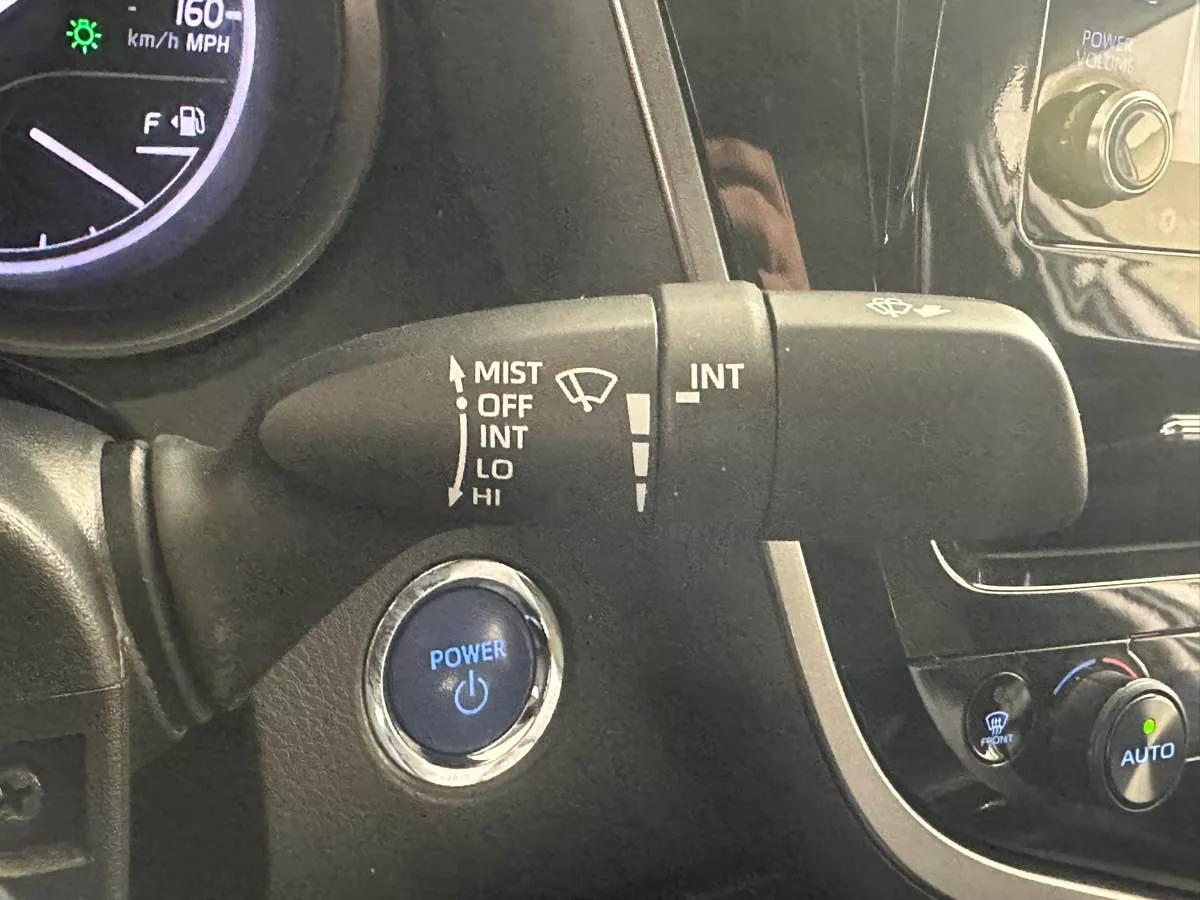 160
km/h MPH
F
POWER
VOLUME
MIST
OFF
INT
LO
HI
INT
POWER
FRONT
AUTO